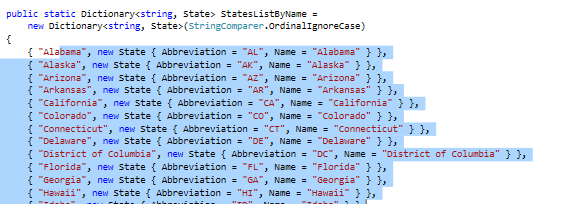 public static Dictionary<string, State> StatesListByName =
new Dictionary<string, State>(StringComparer.OrdinalIgnoreCase)
{
{ "Alabama", new State { Abbreviation = "AL", Name = "Alabama" } },
{ "Alaska", new State { Abbreviation = "AK", Name = "Alaska" } },
{ "Arizona", new State { Abbreviation = "AZ", Name = "Arizona" } },
{ "Arkansas", new State { Abbreviation = "AR", Name = "Arkansas" } },
{ "California", new State { Abbreviation = "CA", Name = "California" } },
{ "Colorado", new State { Abbreviation = "CO", Name = "Colorado" } },
{ "Connecticut", new State { Abbreviation = "CT", Name = "Connecticut" } },
{ "Delaware", new State { Abbreviation = "DE", Name = "Delaware" } },
{ "District of Columbia", new State { Abbreviation = "DC", Name = "District of Columbia" } },
{ "Florida", new State { Abbreviation = "FL", Name = "Florida" } },
{ "Georgia", new State { Abbreviation = "GA", Name = "Georgia" } },
{ "Hawaii", new State { Abbreviation = "HI", Name = "Hawaii" } },